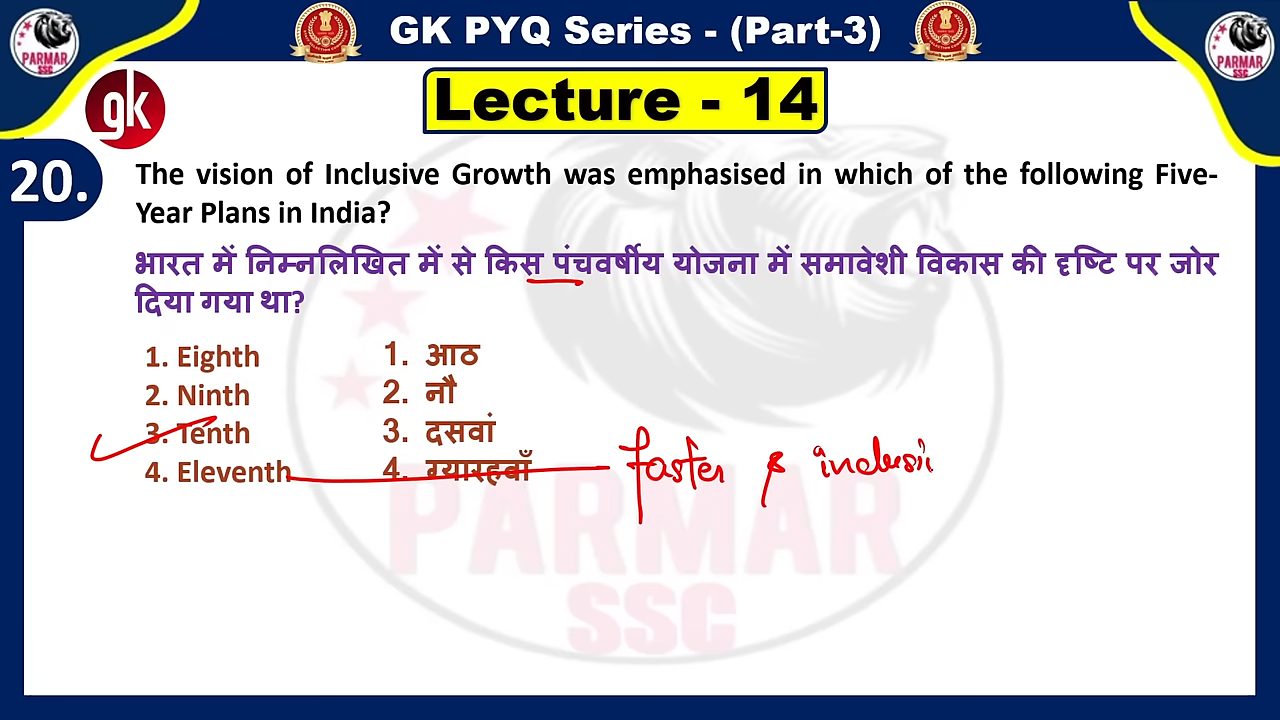 PARMAR
SSC
GK PYQ Series - (Part-3)
PARMAR
SSC
gk
Lecture - 14
20.
The vision of Inclusive Growth was emphasised in which of the following Five-
Year Plans in India?
भारत में निम्नलिखित में से किस पंचवर्षीय योजना में समावेशी विकास की दृष्टि पर जोर
दिया गया था?
1. Eighth
2. Ninth
3. Tenth
4. Eleventh
1. आठ
2. नौ
3. दसवां
4. ग्यारहवाँ
faster & inclusi
PARMAR
SSC